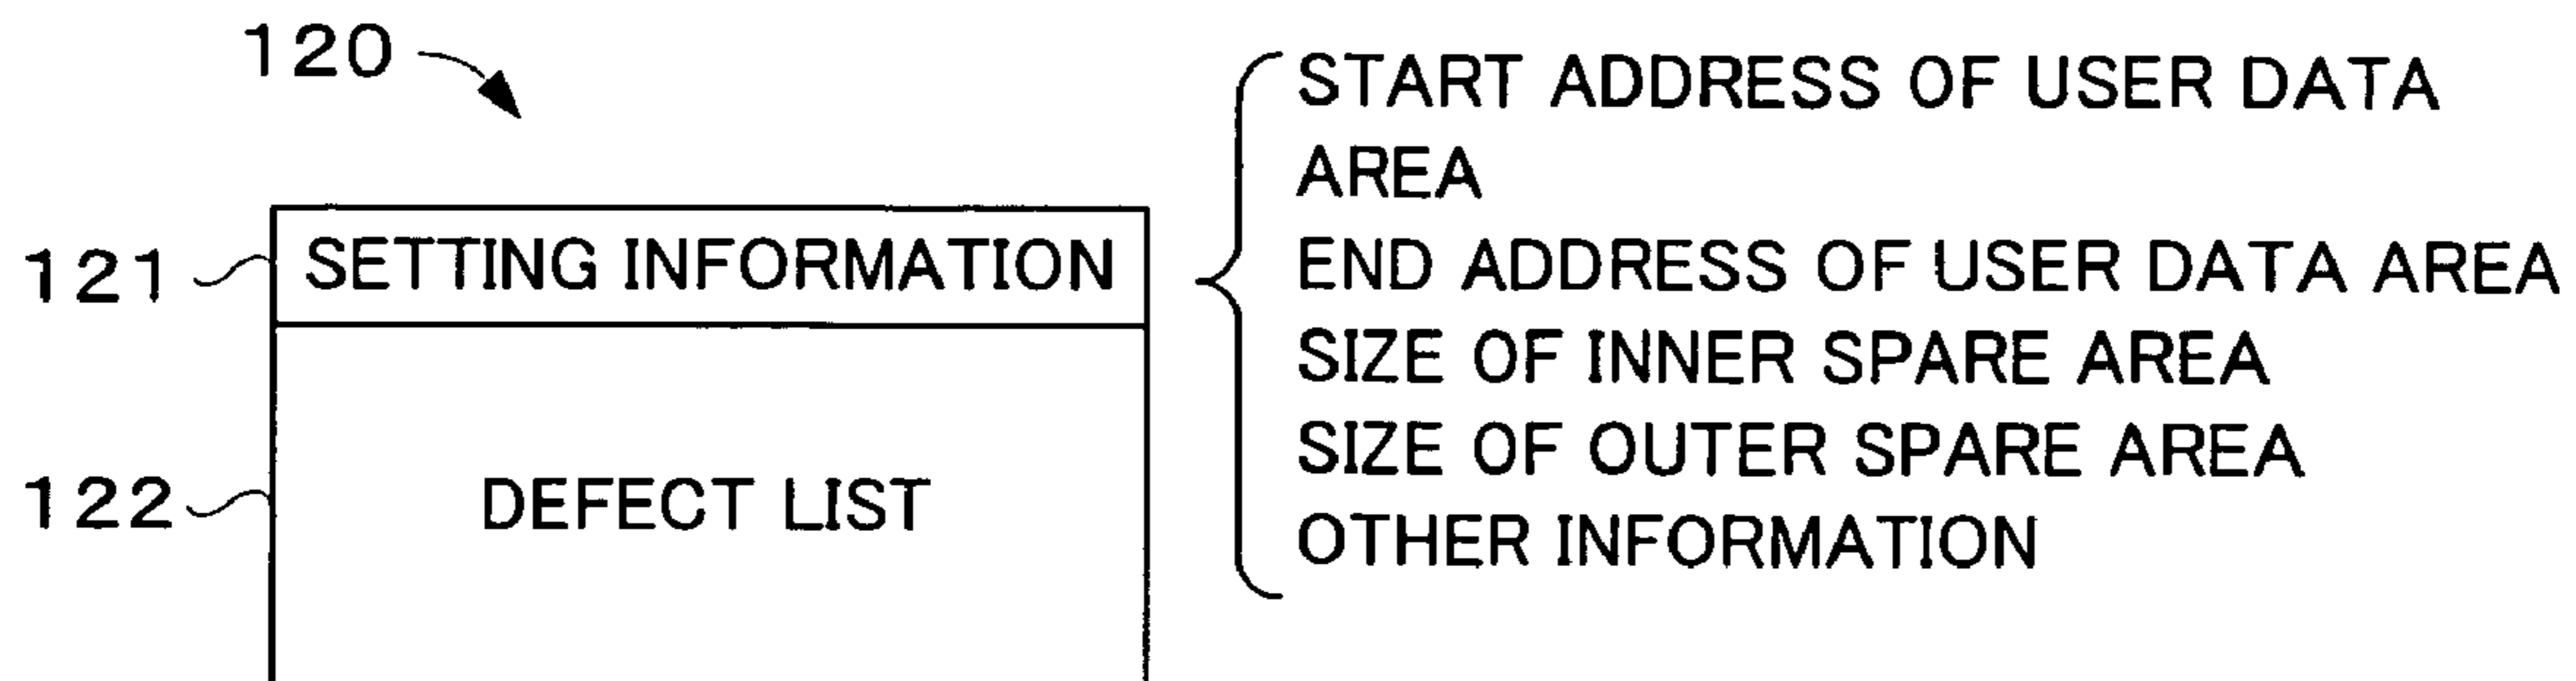 120
START ADDRESS OF USER DATA
AREA
END ADDRESS OF USER DATA AREA
SIZE OF INNER SPARE AREA
SIZE OF OUTER SPARE AREA
OTHER INFORMATION
121
SETTING INFORMATION
122
DEFECT LIST